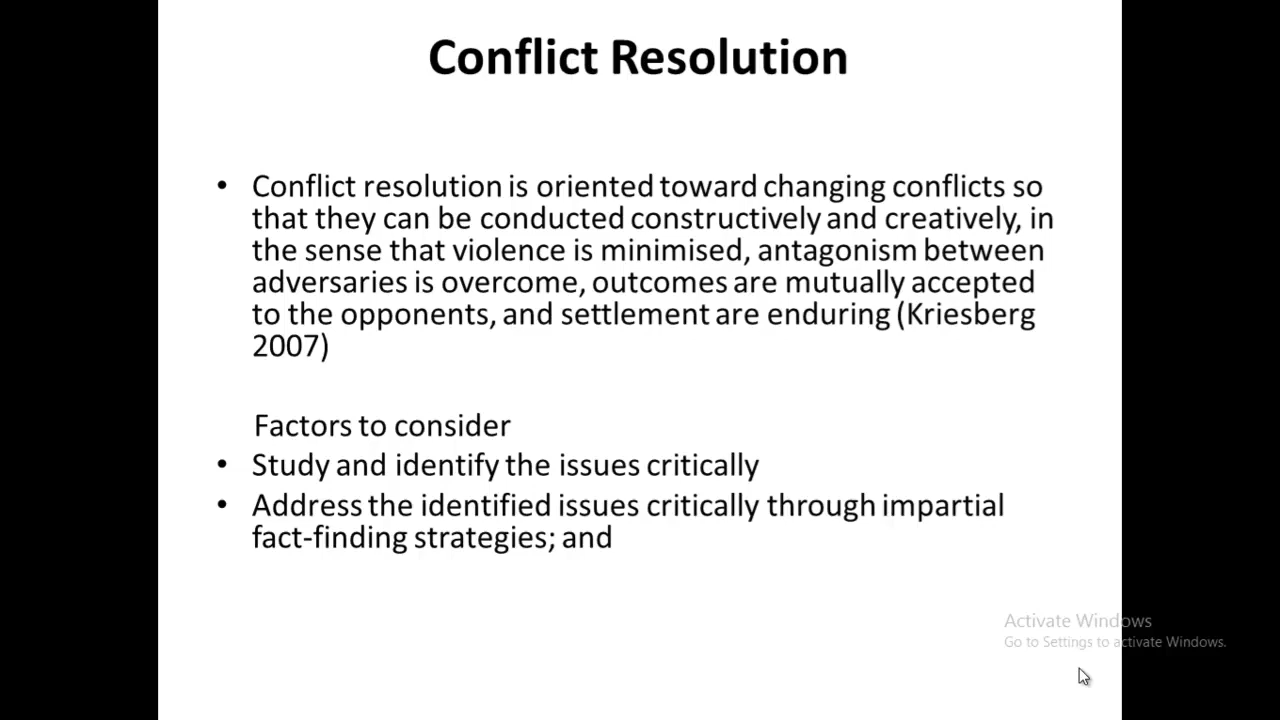 Conflict Resolution
• Conflict resolution is oriented toward changing conflicts so
that they can be conducted constructively and creatively, in
the sense that violence is minimised, antagonism between
adversaries is overcome, outcomes are mutually accepted
to the opponents, and settlement are enduring (Kriesberg
2007)
Factors to consider
• Study and identify the issues critically
• Address the identified issues critically through impartial
fact-finding strategies; and
Activate Windows
Go to Settings to activate Windows.